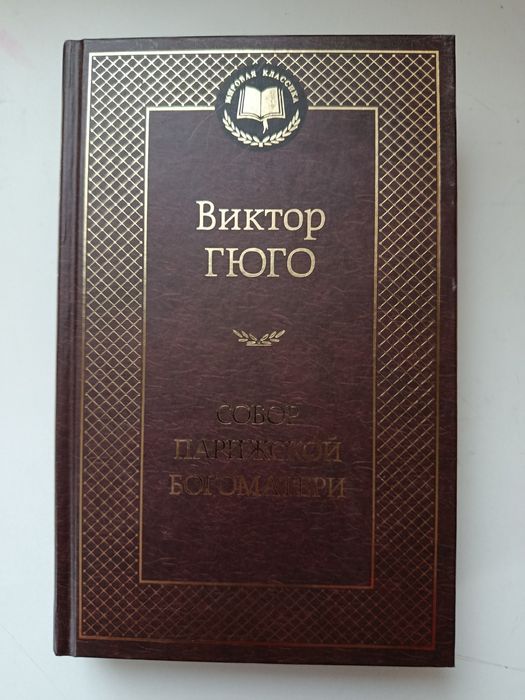 МИРОВАЯ КЛАССИКА
Виктор
ГЮГО
СОБОР
ПАРИЖСКОЙ
БОГОМАТЕРИ